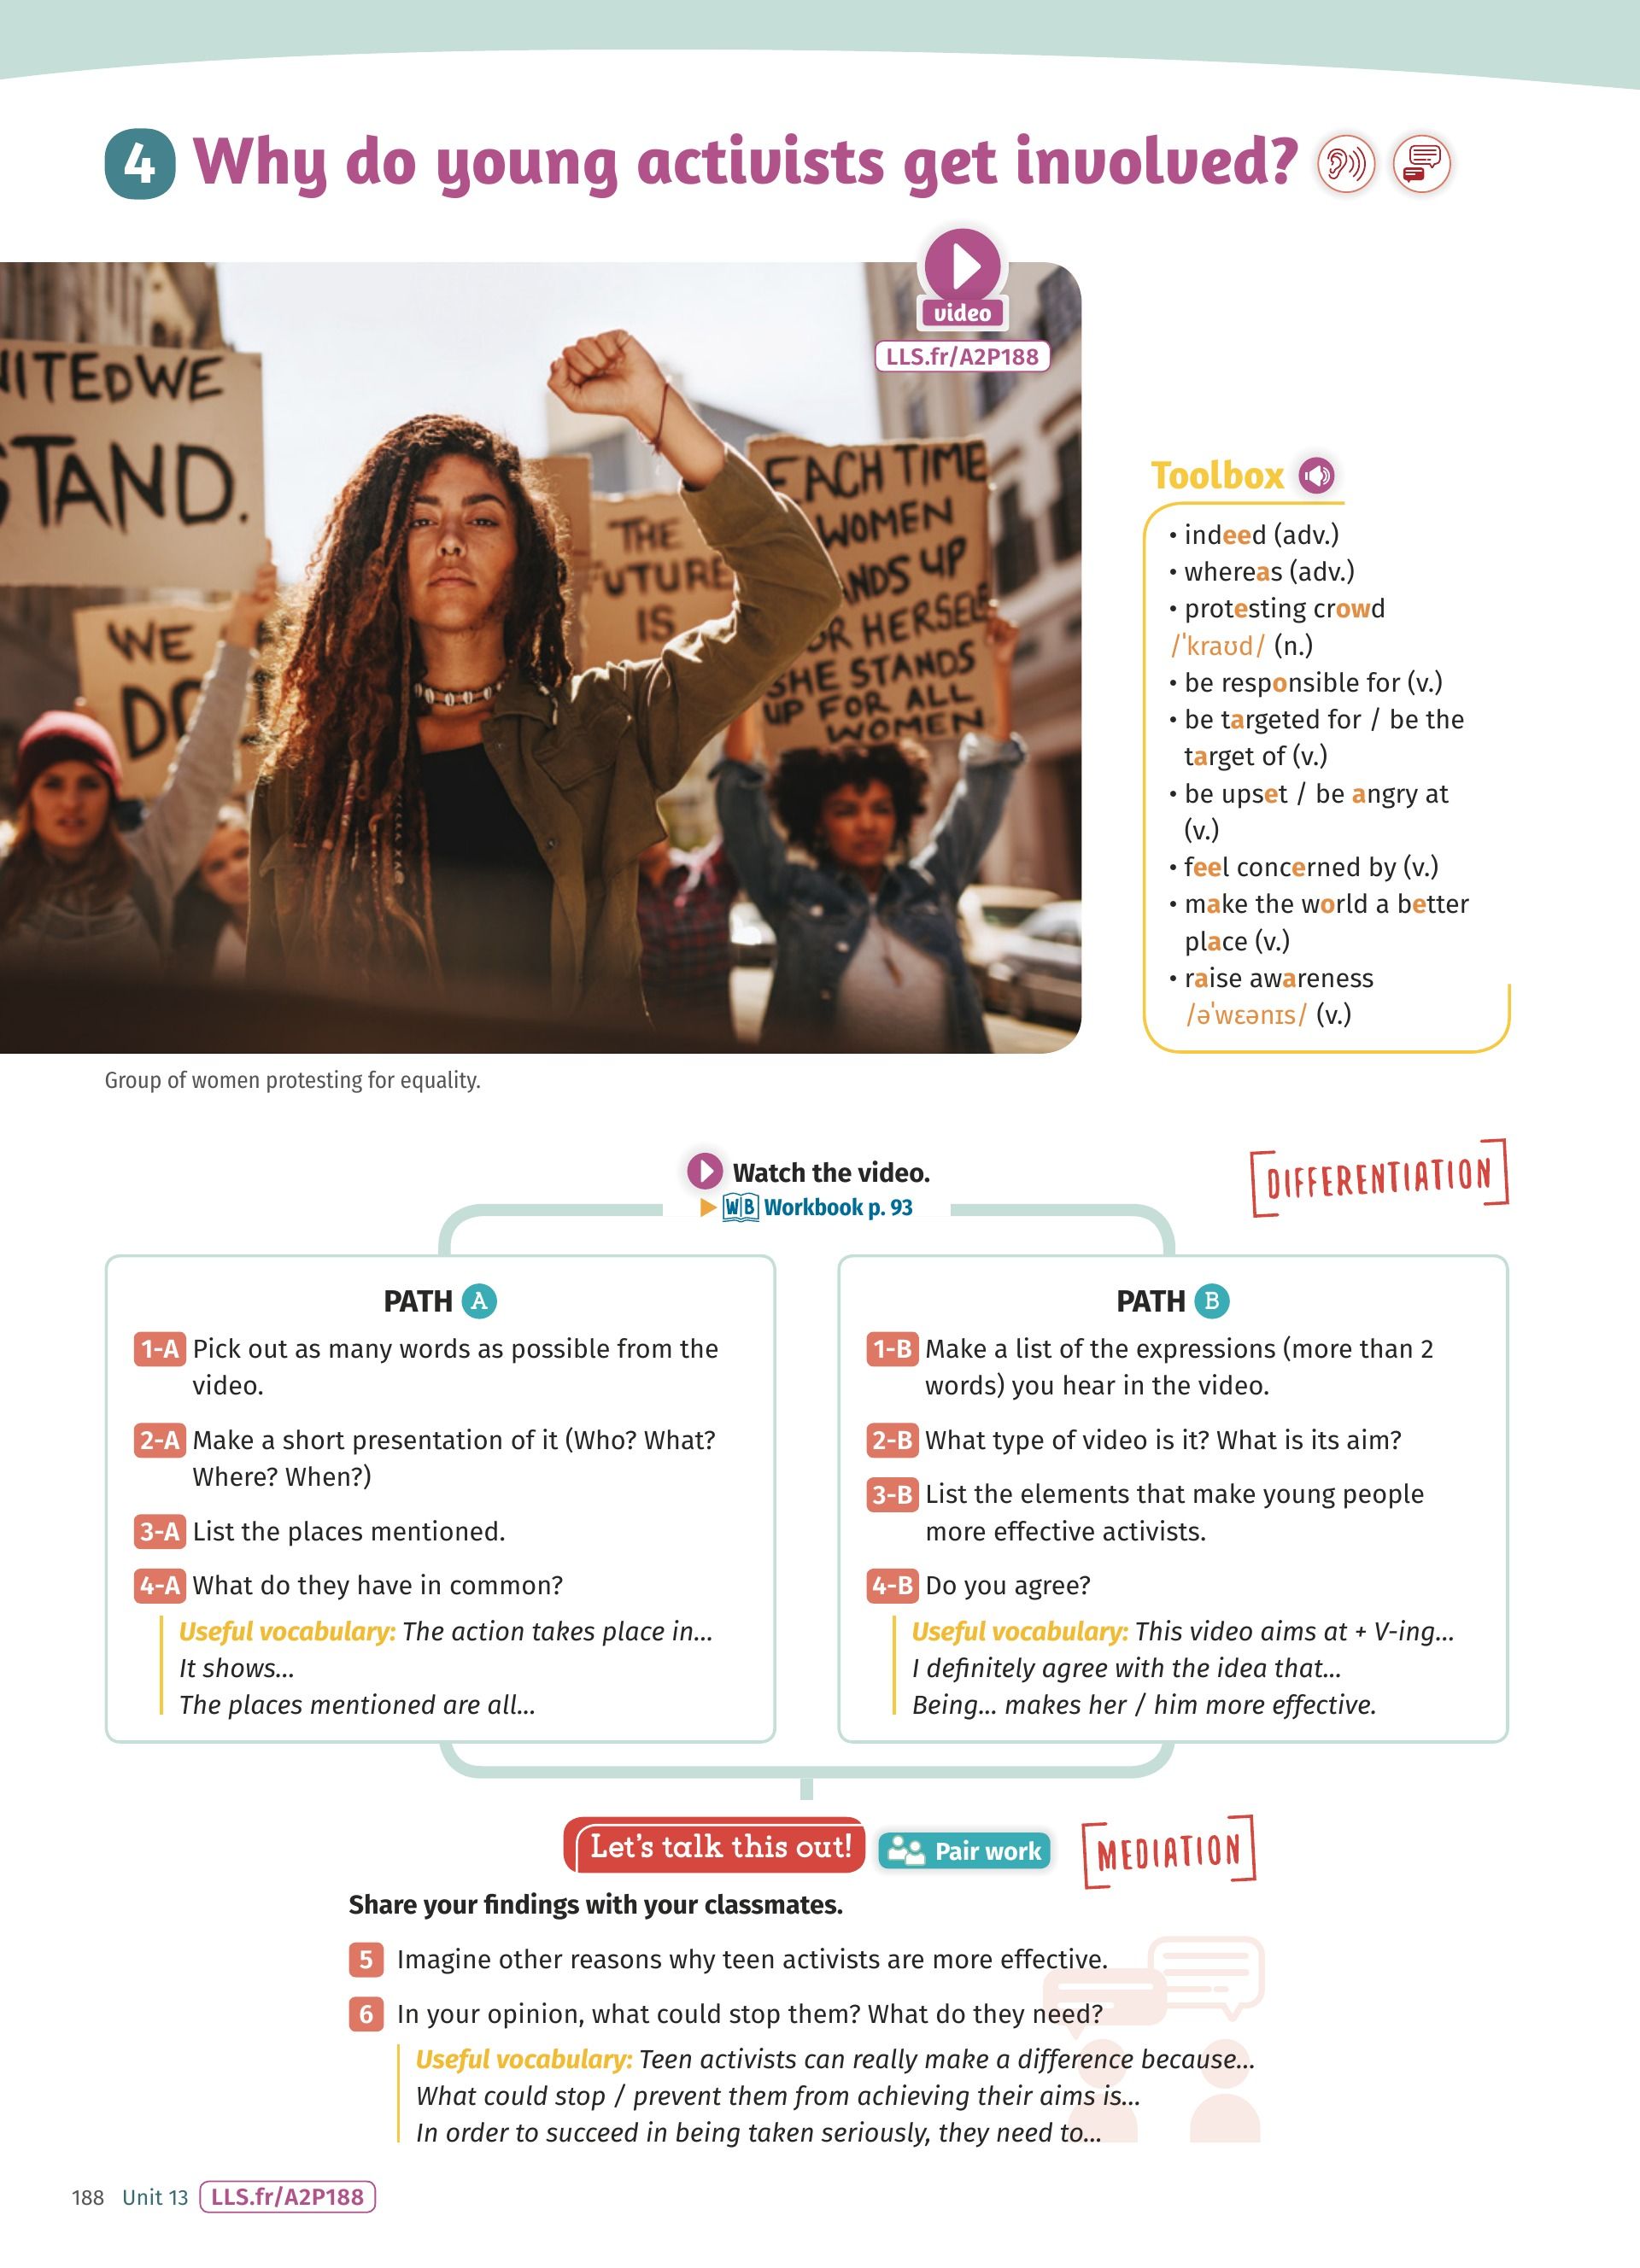 4 Why do young activists get involved?
video
LLS.fr/A2P188
NITED WE
STAND.
WE
DO
THE
FUTURE
IS
EACH TIME
WOMEN
ANDS UP
OR HERSELF
SHE STANDS
UP FOR ALL
WOMEN
Toolbox
• indeed (adv.)
• whereas (adv.)
• protesting crowd
/ˈkraʊd/ (n.)
• be responsible for (v.)
• be targeted for / be the
target of (v.)
• be upset / be angry at
(v.)
• feel concerned by (v.)
• make the world a better
place (v.)
• raise awareness
/əˈwɛənɪs/ (v.)
Group of women protesting for equality.
Watch the video.
WB Workbook p. 93
DIFFERENTIATION
PATH A
1-A Pick out as many words as possible from the
video.
2-A Make a short presentation of it (Who? What?
Where? When?)
3-A List the places mentioned.
4-A What do they have in common?
Useful vocabulary: The action takes place in...
It shows...
The places mentioned are all...
PATH B
1-B Make a list of the expressions (more than 2
words) you hear in the video.
2-B What type of video is it? What is its aim?
3-B List the elements that make young people
more effective activists.
4-B Do you agree?
Useful vocabulary: This video aims at + V-ing...
I definitely agree with the idea that...
Being... makes her / him more effective.
Let's talk this out!
Pair work
MEDIATION
Share your findings with your classmates.
5 Imagine other reasons why teen activists are more effective.
6 In your opinion, what could stop them? What do they need?
Useful vocabulary: Teen activists can really make a difference because...
What could stop / prevent them from achieving their aims is...
In order to succeed in being taken seriously, they need to...
188 Unit 13 LLS.fr/A2P188